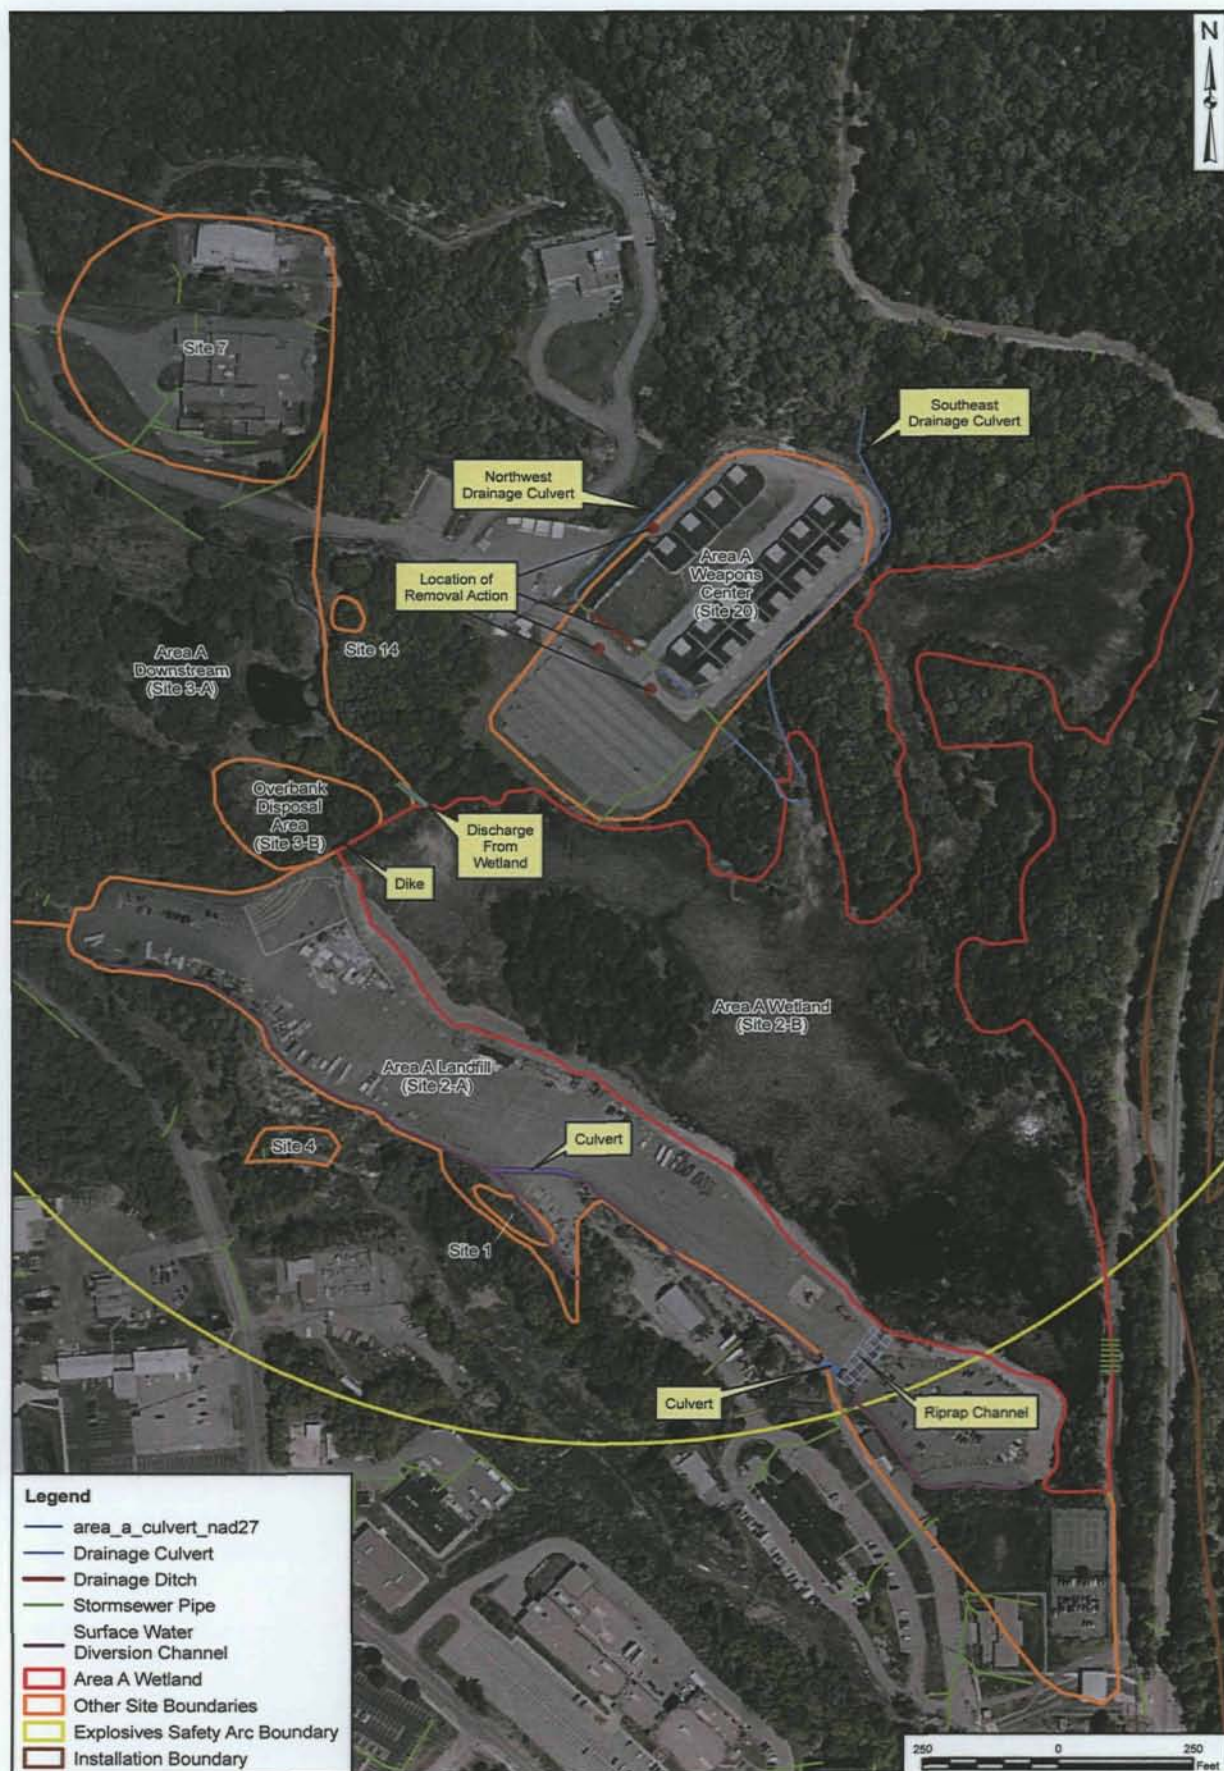 N
Site 7
Southeast
Drainage Culvert
Northwest
Drainage Culvert
Area A
Weapons
Center
(Site 20)
Location of
Removal Action
Site 14
Area A
Downstream
(Site 3-A)
Overbank
Disposal
Area
(Site 3-B)
Discharge
From
Wetland
Dike
Area A Wetland
(Site 2-B)
Area A Landfill
(Site 2-A)
Culvert
Site 4
Site 1
Culvert
Riprap Channel
Legend
area_a_culvert_nad27
Drainage Culvert
Drainage Ditch
Stormsewer Pipe
Surface Water
Diversion Channel
Area A Wetland
Other Site Boundaries
Explosives Safety Arc Boundary
Installation Boundary
250 0 250
Feet